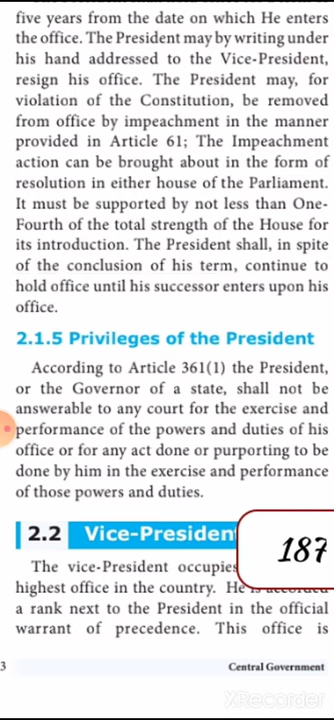 five years from the date on which He enters
the office. The President may by writing under
his hand addressed to the Vice-President,
resign his office. The President may, for
violation of the Constitution, be removed
from office by impeachment in the manner
provided in Article 61; The Impeachment
action can be brought about in the form of
resolution in either house of the Parliament.
It must be supported by not less than One-
Fourth of the total strength of the House for
its introduction. The President shall, in spite
of the conclusion of his term, continue to
hold office until his successor enters upon his
office.
2.1.5 Privileges of the President
According to Article 361(1) the President,
or the Governor of a state, shall not be
answerable to any court for the exercise and
performance of the powers and duties of his
office or for any act done or purporting to be
done by him in the exercise and performance
of those powers and duties.
2.2 Vice-President
187
The vice-President occupies
highest office in the country. He is accorded
a rank next to the President in the official
warrant of precedence. This office is
3 Central Government
XRecorder